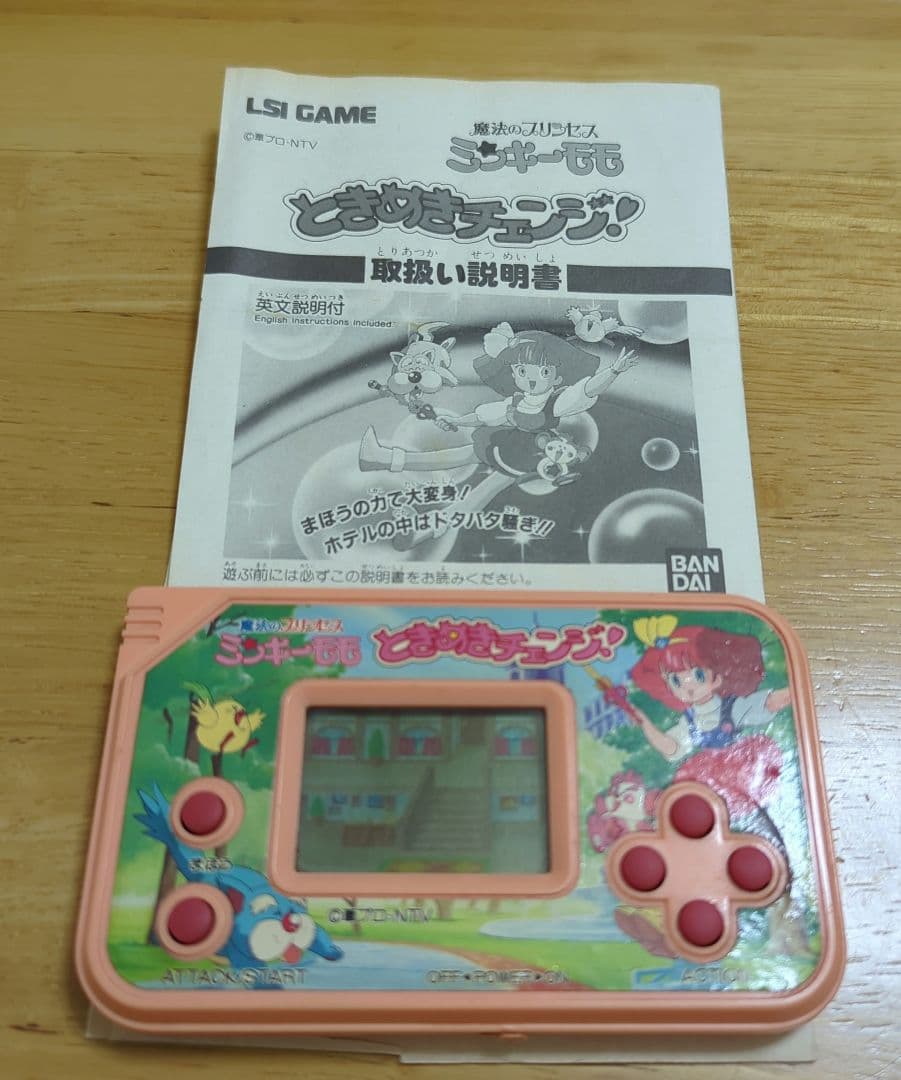 LSI GAME
©葦プロ・NTV
魔法のプリンセス
ミンキーモモ
ときめきチェンジ!
とりあつか せつめいしょ
取扱い説明書
えいぶんせつめいつき
英文説明付
English instructions included
まほうの力で大変身!
ホテルの中はドタバタ騒ぎ!!
遊ぶ前には必ずこの説明書をお読みください。
BAN
DAI
魔法のプリンセス
ミンキーモモ ときめきチェンジ!
まほう
©葦プロ・NTV
ATTACK/START
OFF◂POWER▸ON
ACTION